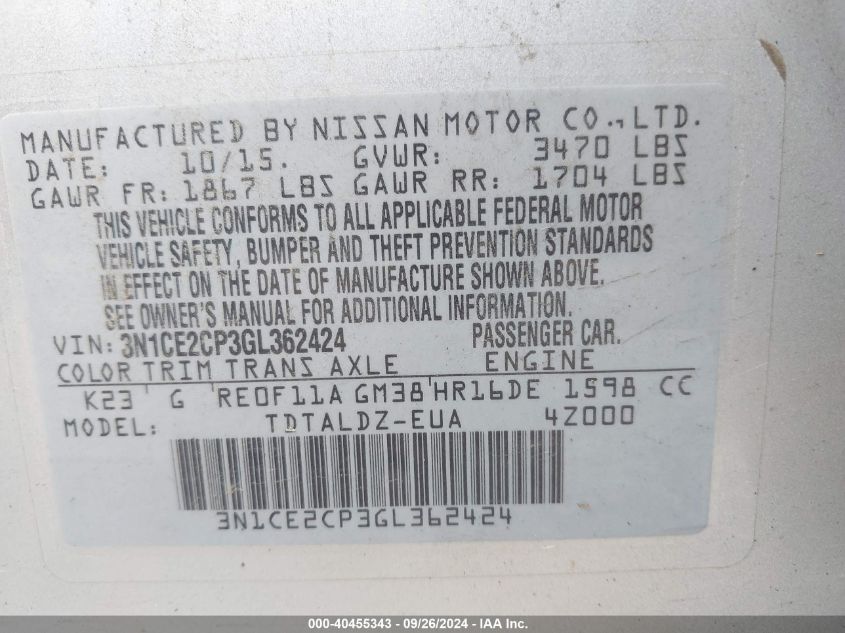 MANUFACTURED BY NISSAN MOTOR CO., LTD.
DATE: 10/15. GVWR: 3470 LBS
GAWR FR: 1867 LBS GAWR RR: 1704 LBS
THIS VEHICLE CONFORMS TO ALL APPLICABLE FEDERAL MOTOR
VEHICLE SAFETY, BUMPER AND THEFT PREVENTION STANDARDS
IN EFFECT ON THE DATE OF MANUFACTURE SHOWN ABOVE.
SEE OWNER'S MANUAL FOR ADDITIONAL INFORMATION.
VIN: 3N1CE2CP3GL362424 PASSENGER CAR.
COLOR TRIM TRANS AXLE ENGINE
K23 G RE0F11A GM38 HR16DE 1598 CC
MODEL: TDTALDZ-EUA 4Z000
3N1CE2CP3GL362424
000-40455343 - 09/26/2024 - IAA Inc.